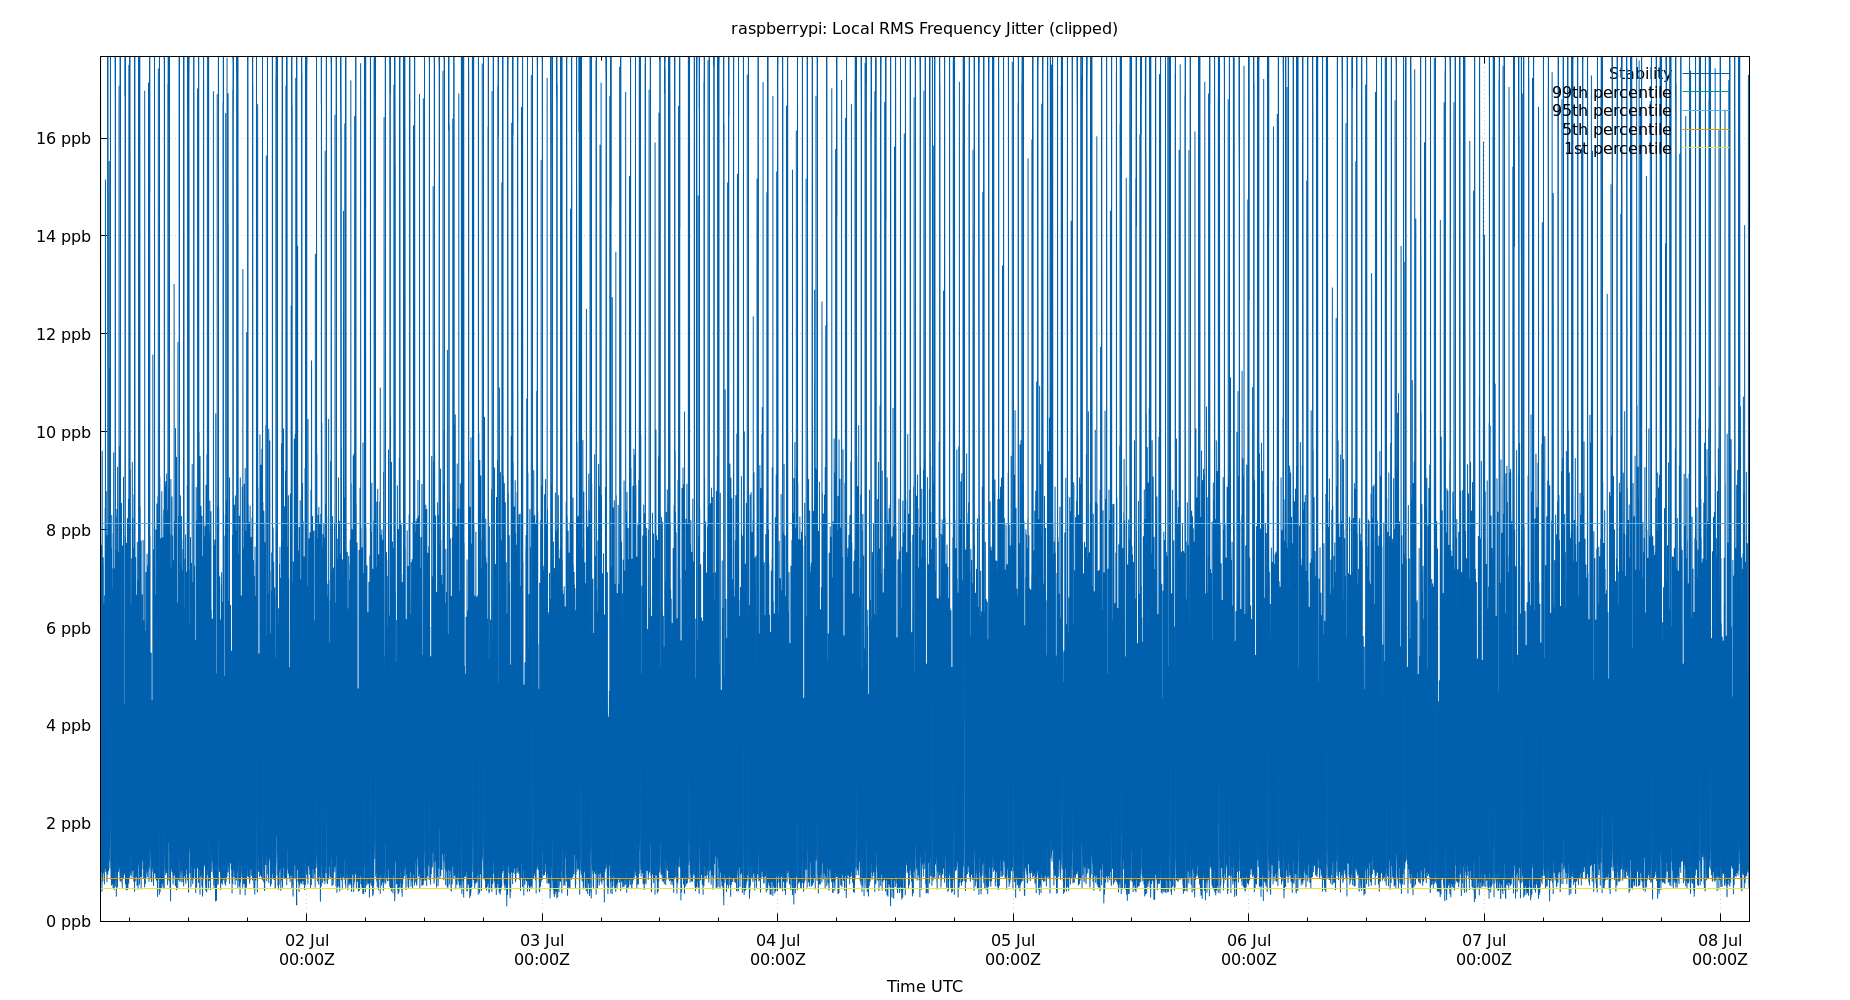 raspberrypi: Local RMS Frequency Jitter (clipped)
Stability
99th percentile
95th percentile
5th percentile
1st percentile
16 ppb
14 ppb
12 ppb
10 ppb
8 ppb
6 ppb
4 ppb
2 ppb
0 ppb
02 Jul 03 Jul 04 Jul 05 Jul 06 Jul 07 Jul 08 Jul
00:00Z 00:00Z 00:00Z 00:00Z 00:00Z 00:00Z 00:00Z
Time UTC